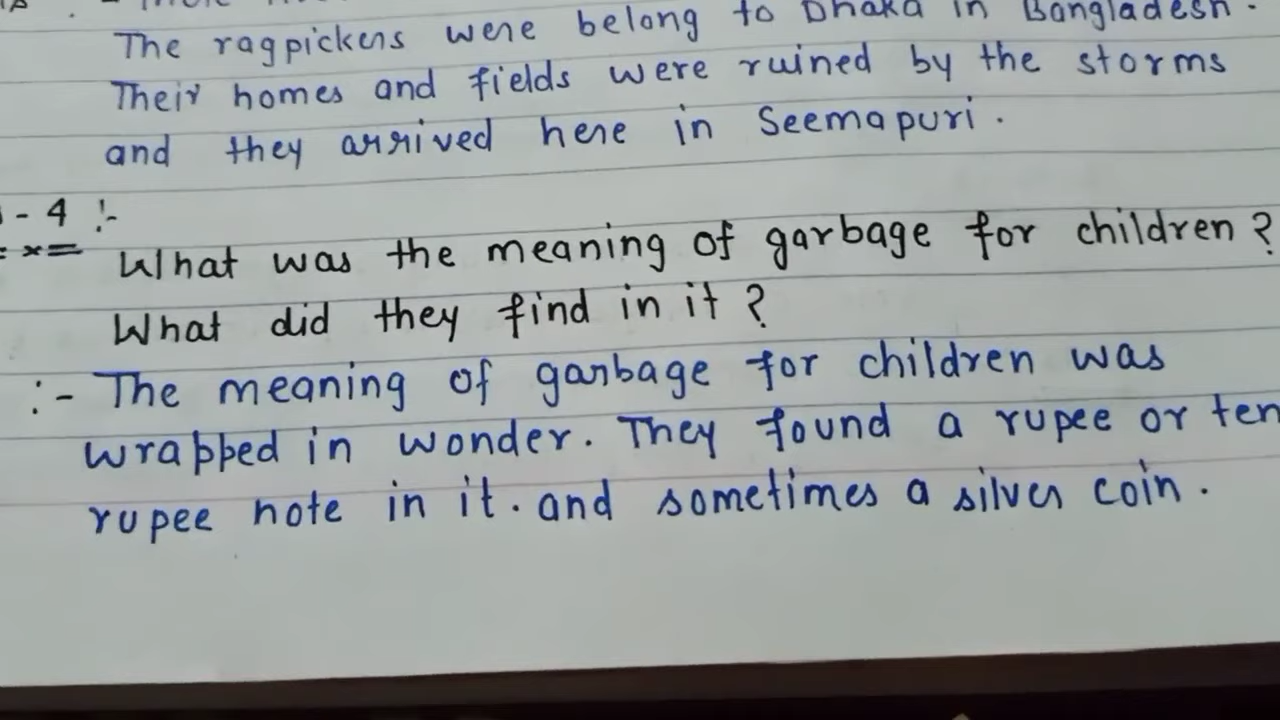 The ragpickers were belong to Dhaka in Bangladesh.
Their homes and fields were ruined by the storms
and they arrived here in Seemapuri.
- 4 :-
What was the meaning of garbage for children?
What did they find in it?
:- The meaning of garbage for children was
wrapped in wonder. They found a rupee or ten
rupee note in it. and sometimes a silver coin.